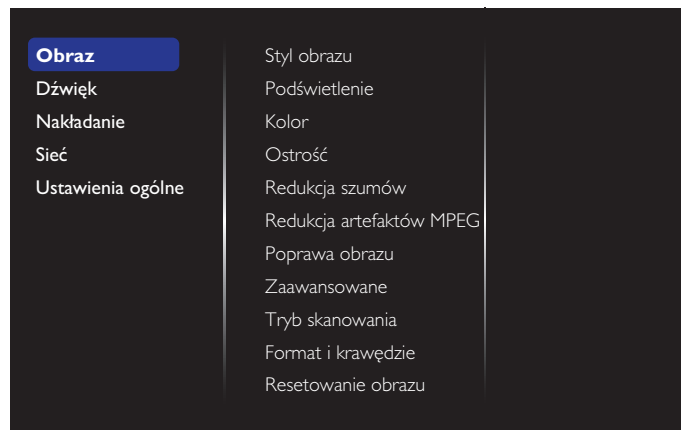 Obraz
Dźwięk
Nakładanie
Sieć
Ustawienia ogólne
Styl obrazu
Podświetlenie
Kolor
Ostrość
Redukcja szumów
Redukcja artefaktów MPEG
Poprawa obrazu
Zaawansowane
Tryb skanowania
Format i krawędzie
Resetowanie obrazu